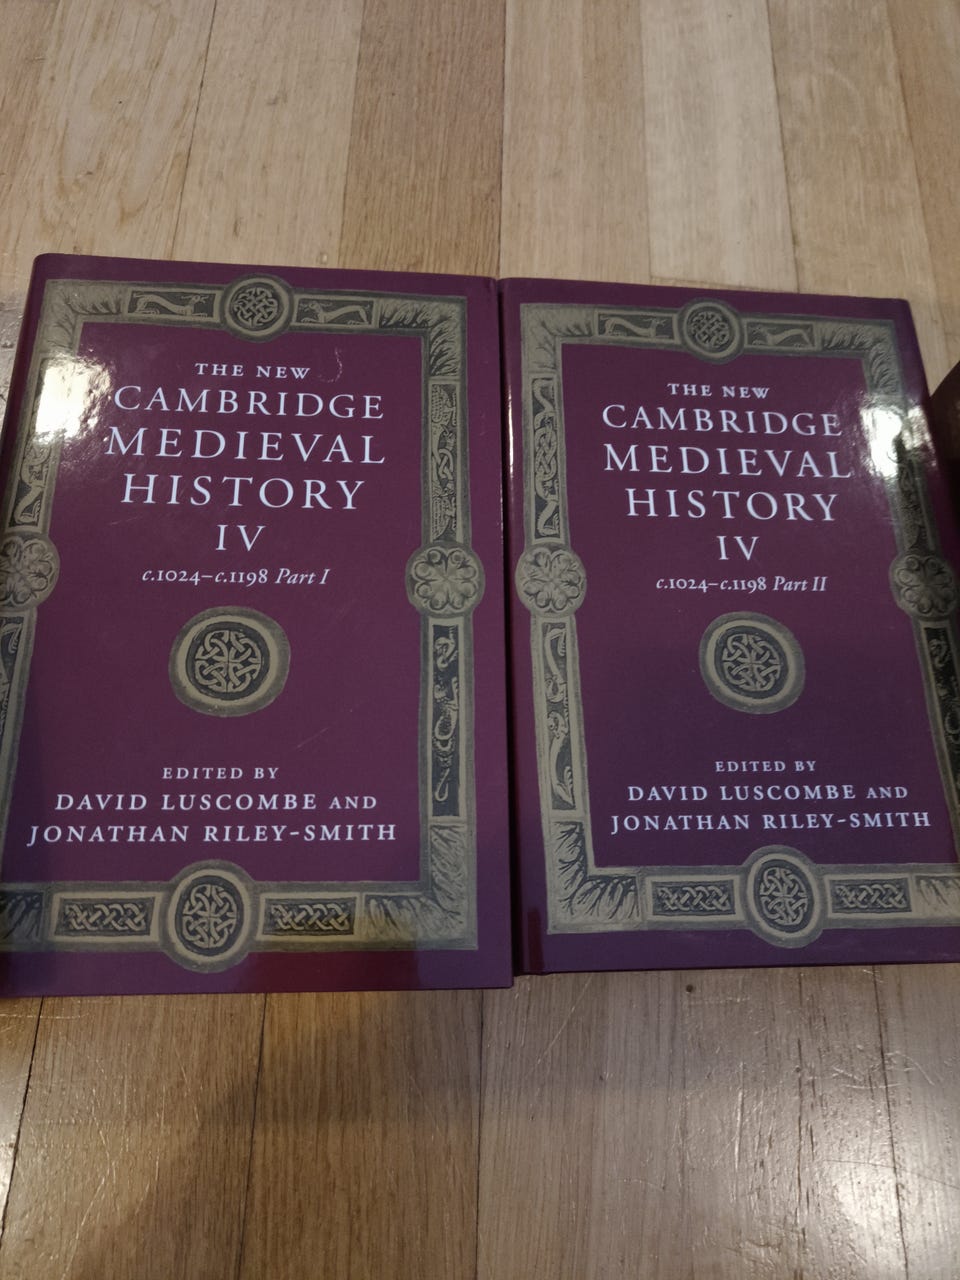 THE NEW
CAMBRIDGE
MEDIEVAL
HISTORY
IV
c.1024–c.1198 Part I
EDITED BY
DAVID LUSCOMBE AND
JONATHAN RILEY-SMITH
THE NEW
CAMBRIDGE
MEDIEVAL
HISTORY
IV
c.1024–c.1198 Part II
EDITED BY
DAVID LUSCOMBE AND
JONATHAN RILEY-SMITH